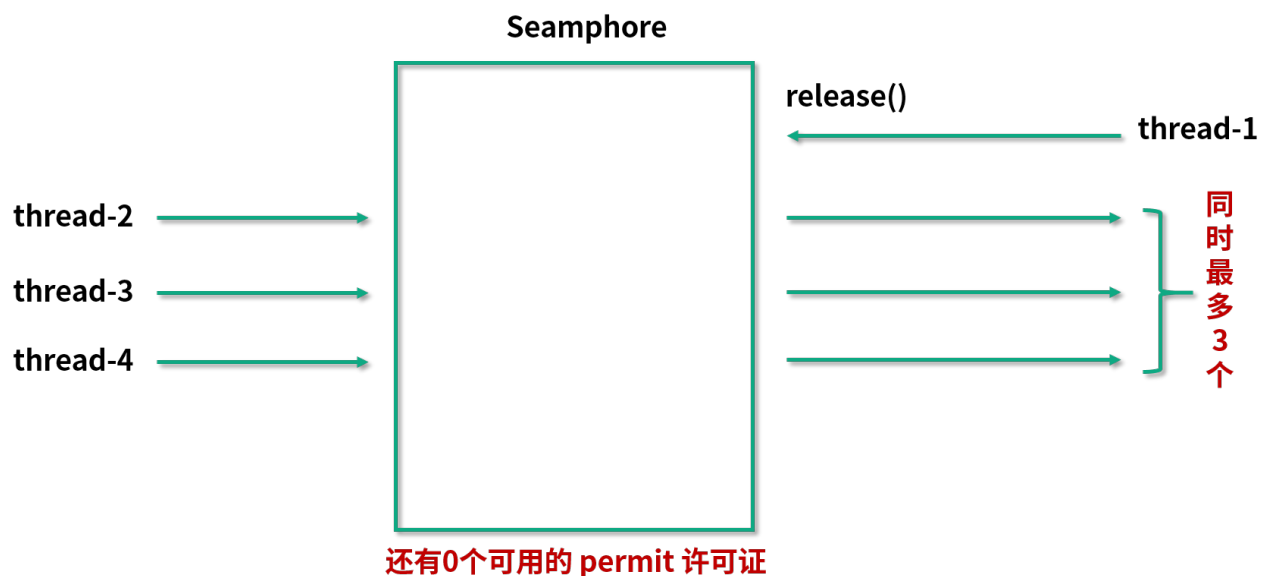 Seamphore
release()
thread-1
thread-2
thread-3
thread-4
同时最多3个
还有0个可用的 permit 许可证